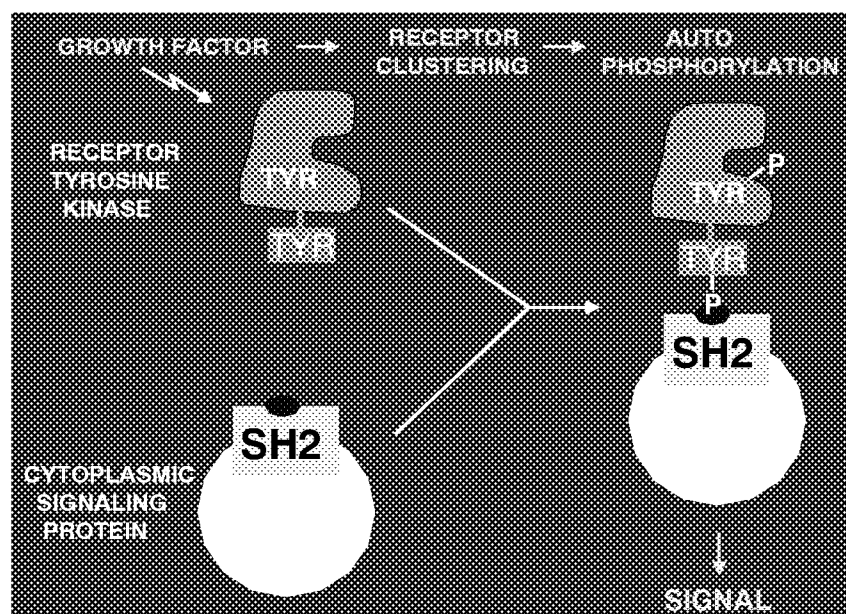 GROWTH FACTOR
RECEPTOR
CLUSTERING
AUTO
PHOSPHORYLATION
RECEPTOR
TYROSINE
KINASE
TYR
TYR
P
TYR
TYR
P
SH2
SH2
CYTOPLASMIC
SIGNALING
PROTEIN
SIGNAL